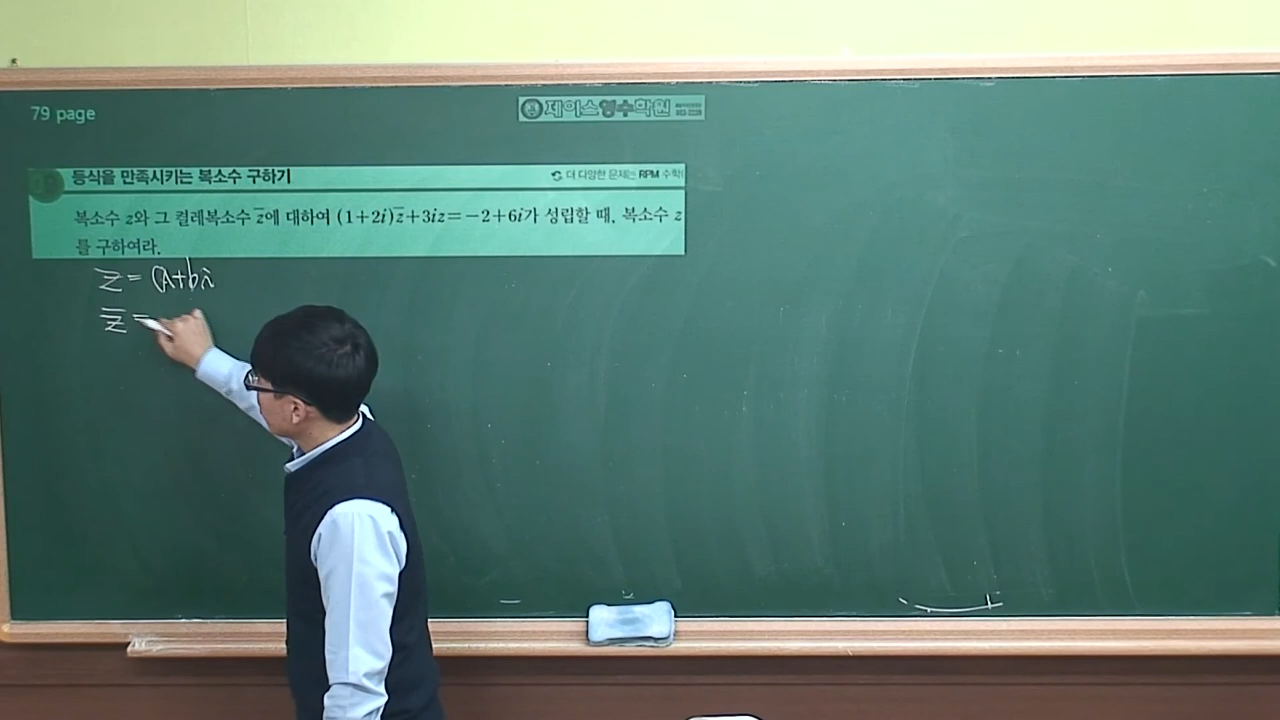 79 page
제이스영수학원
등식을 만족시키는 복소수 구하기
더 다양한 문제는 RPM 수학(
복소수 z와 그 켤레복소수 z̄에 대하여 (1+2i)z̄+3iz=-2+6i가 성립할 때, 복소수 z
를 구하여라.
z = a+bi
z̄ =